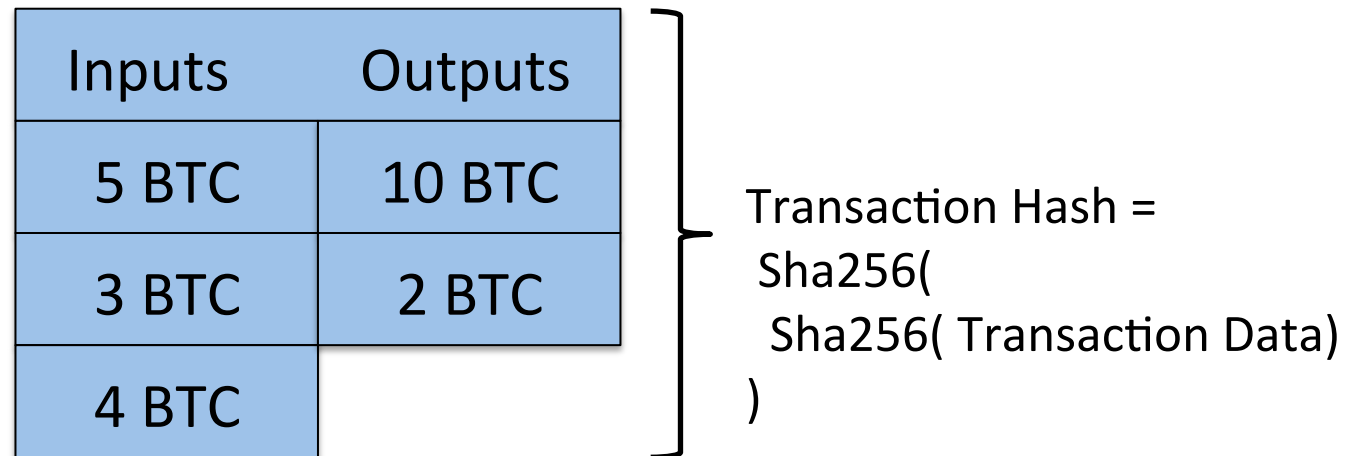 Inputs Outputs
5 BTC 10 BTC
3 BTC 2 BTC
4 BTC
Transaction Hash =
Sha256(
Sha256( Transaction Data)
)